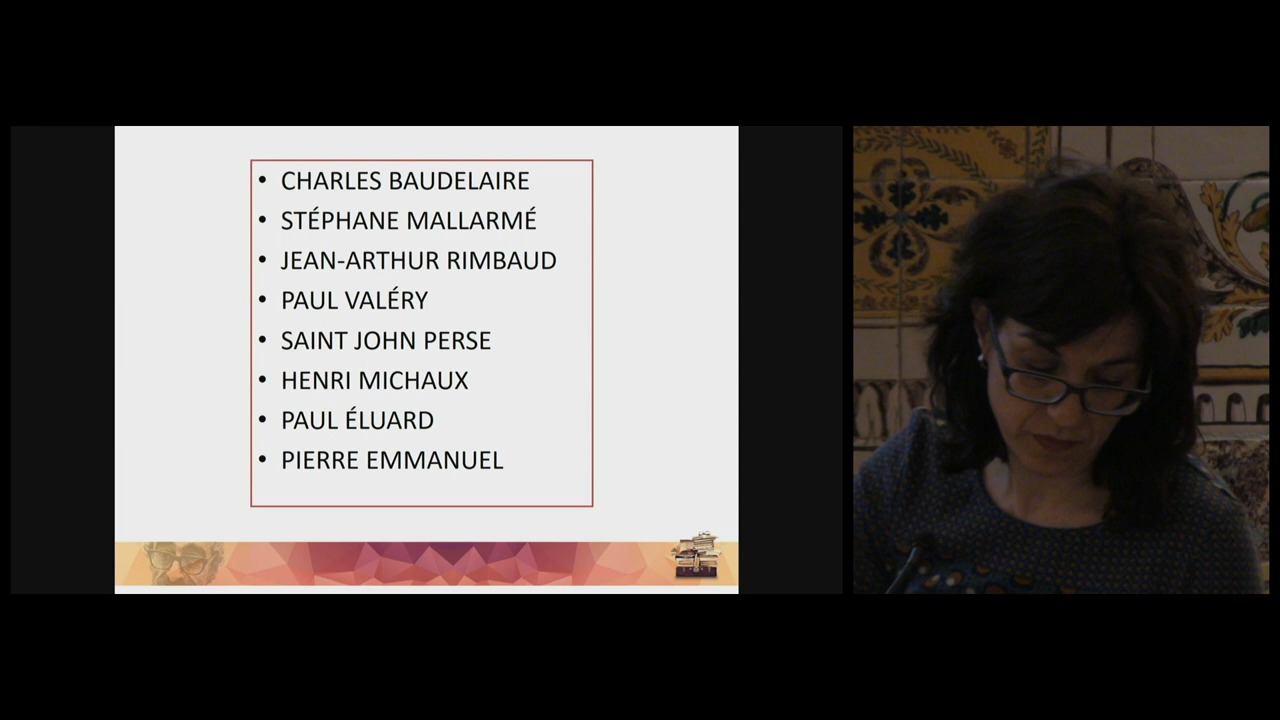 • CHARLES BAUDELAIRE
• STÉPHANE MALLARMÉ
• JEAN-ARTHUR RIMBAUD
• PAUL VALÉRY
• SAINT JOHN PERSE
• HENRI MICHAUX
• PAUL ÉLUARD
• PIERRE EMMANUEL